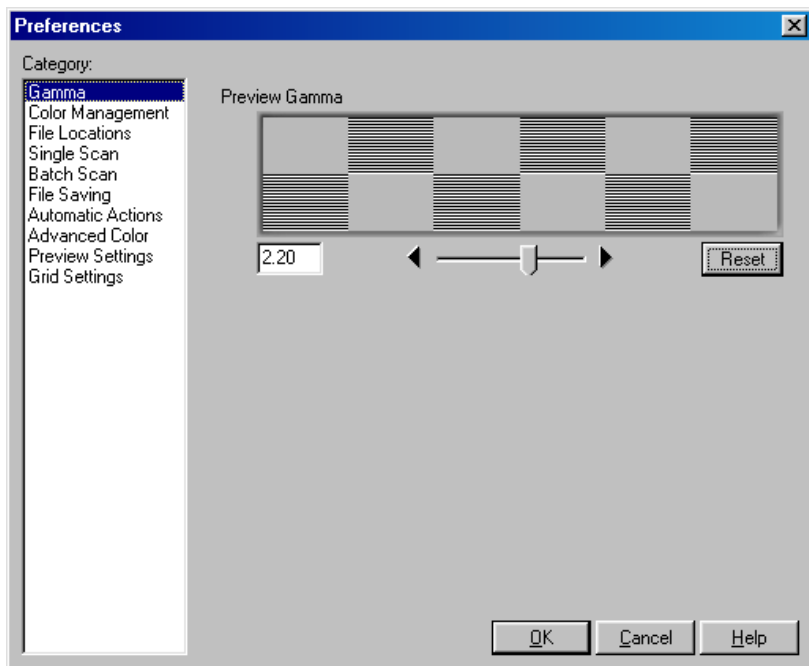 Preferences
Category:
Gamma
Color Management
File Locations
Single Scan
Batch Scan
File Saving
Automatic Actions
Advanced Color
Preview Settings
Grid Settings
Preview Gamma
2.20
Reset
OK
Cancel
Help